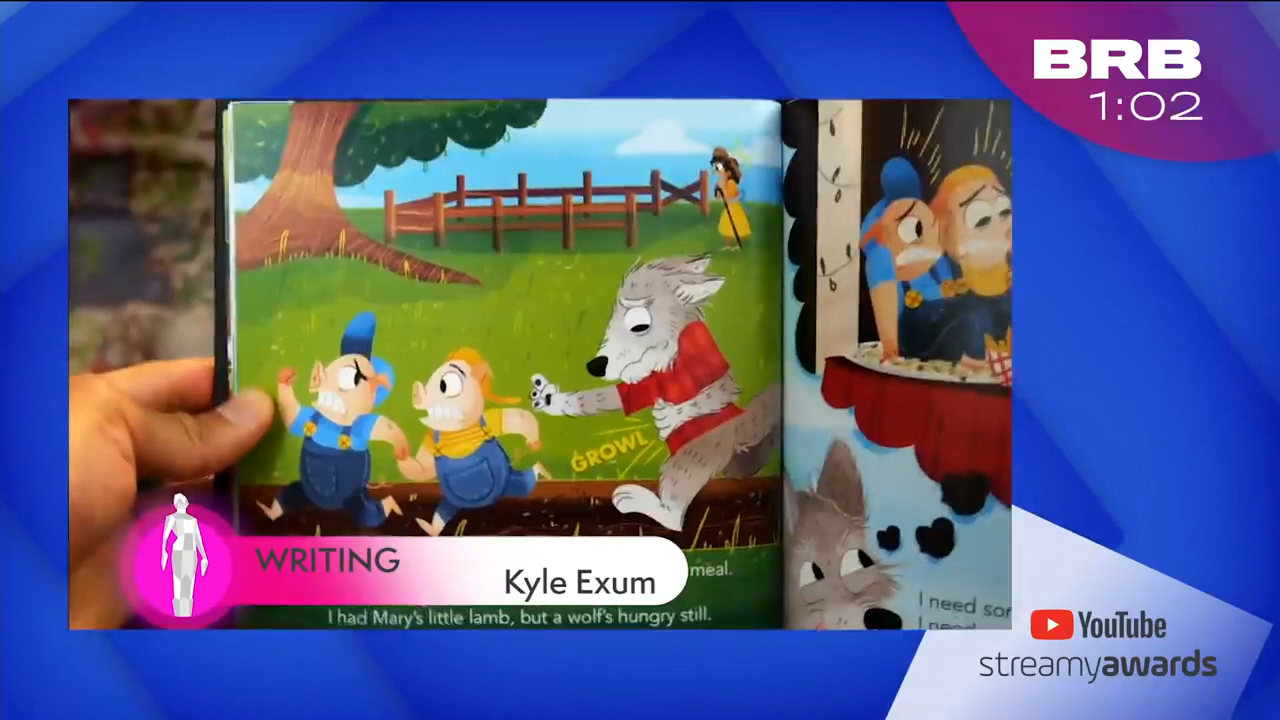 BRB
1:02
GROWL
WRITING
Kyle Exum
meal.
I had Mary's little lamb, but a wolf's hungry still.
I need
I need
YouTube
streamyawards